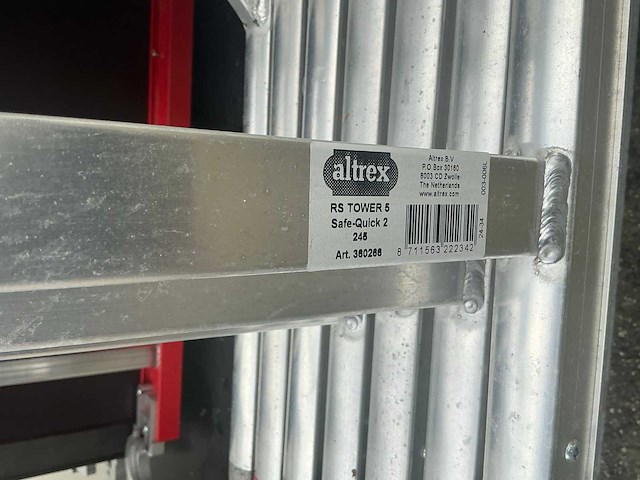 altrex
RS TOWER 5
Safe-Quick 2
245
Art. 360266
Altrex B.V.
P.O.Box 30160
8003 CD Zwolle
The Netherlands
www.altrex.com
8 711563 222342
24-34
003-006L